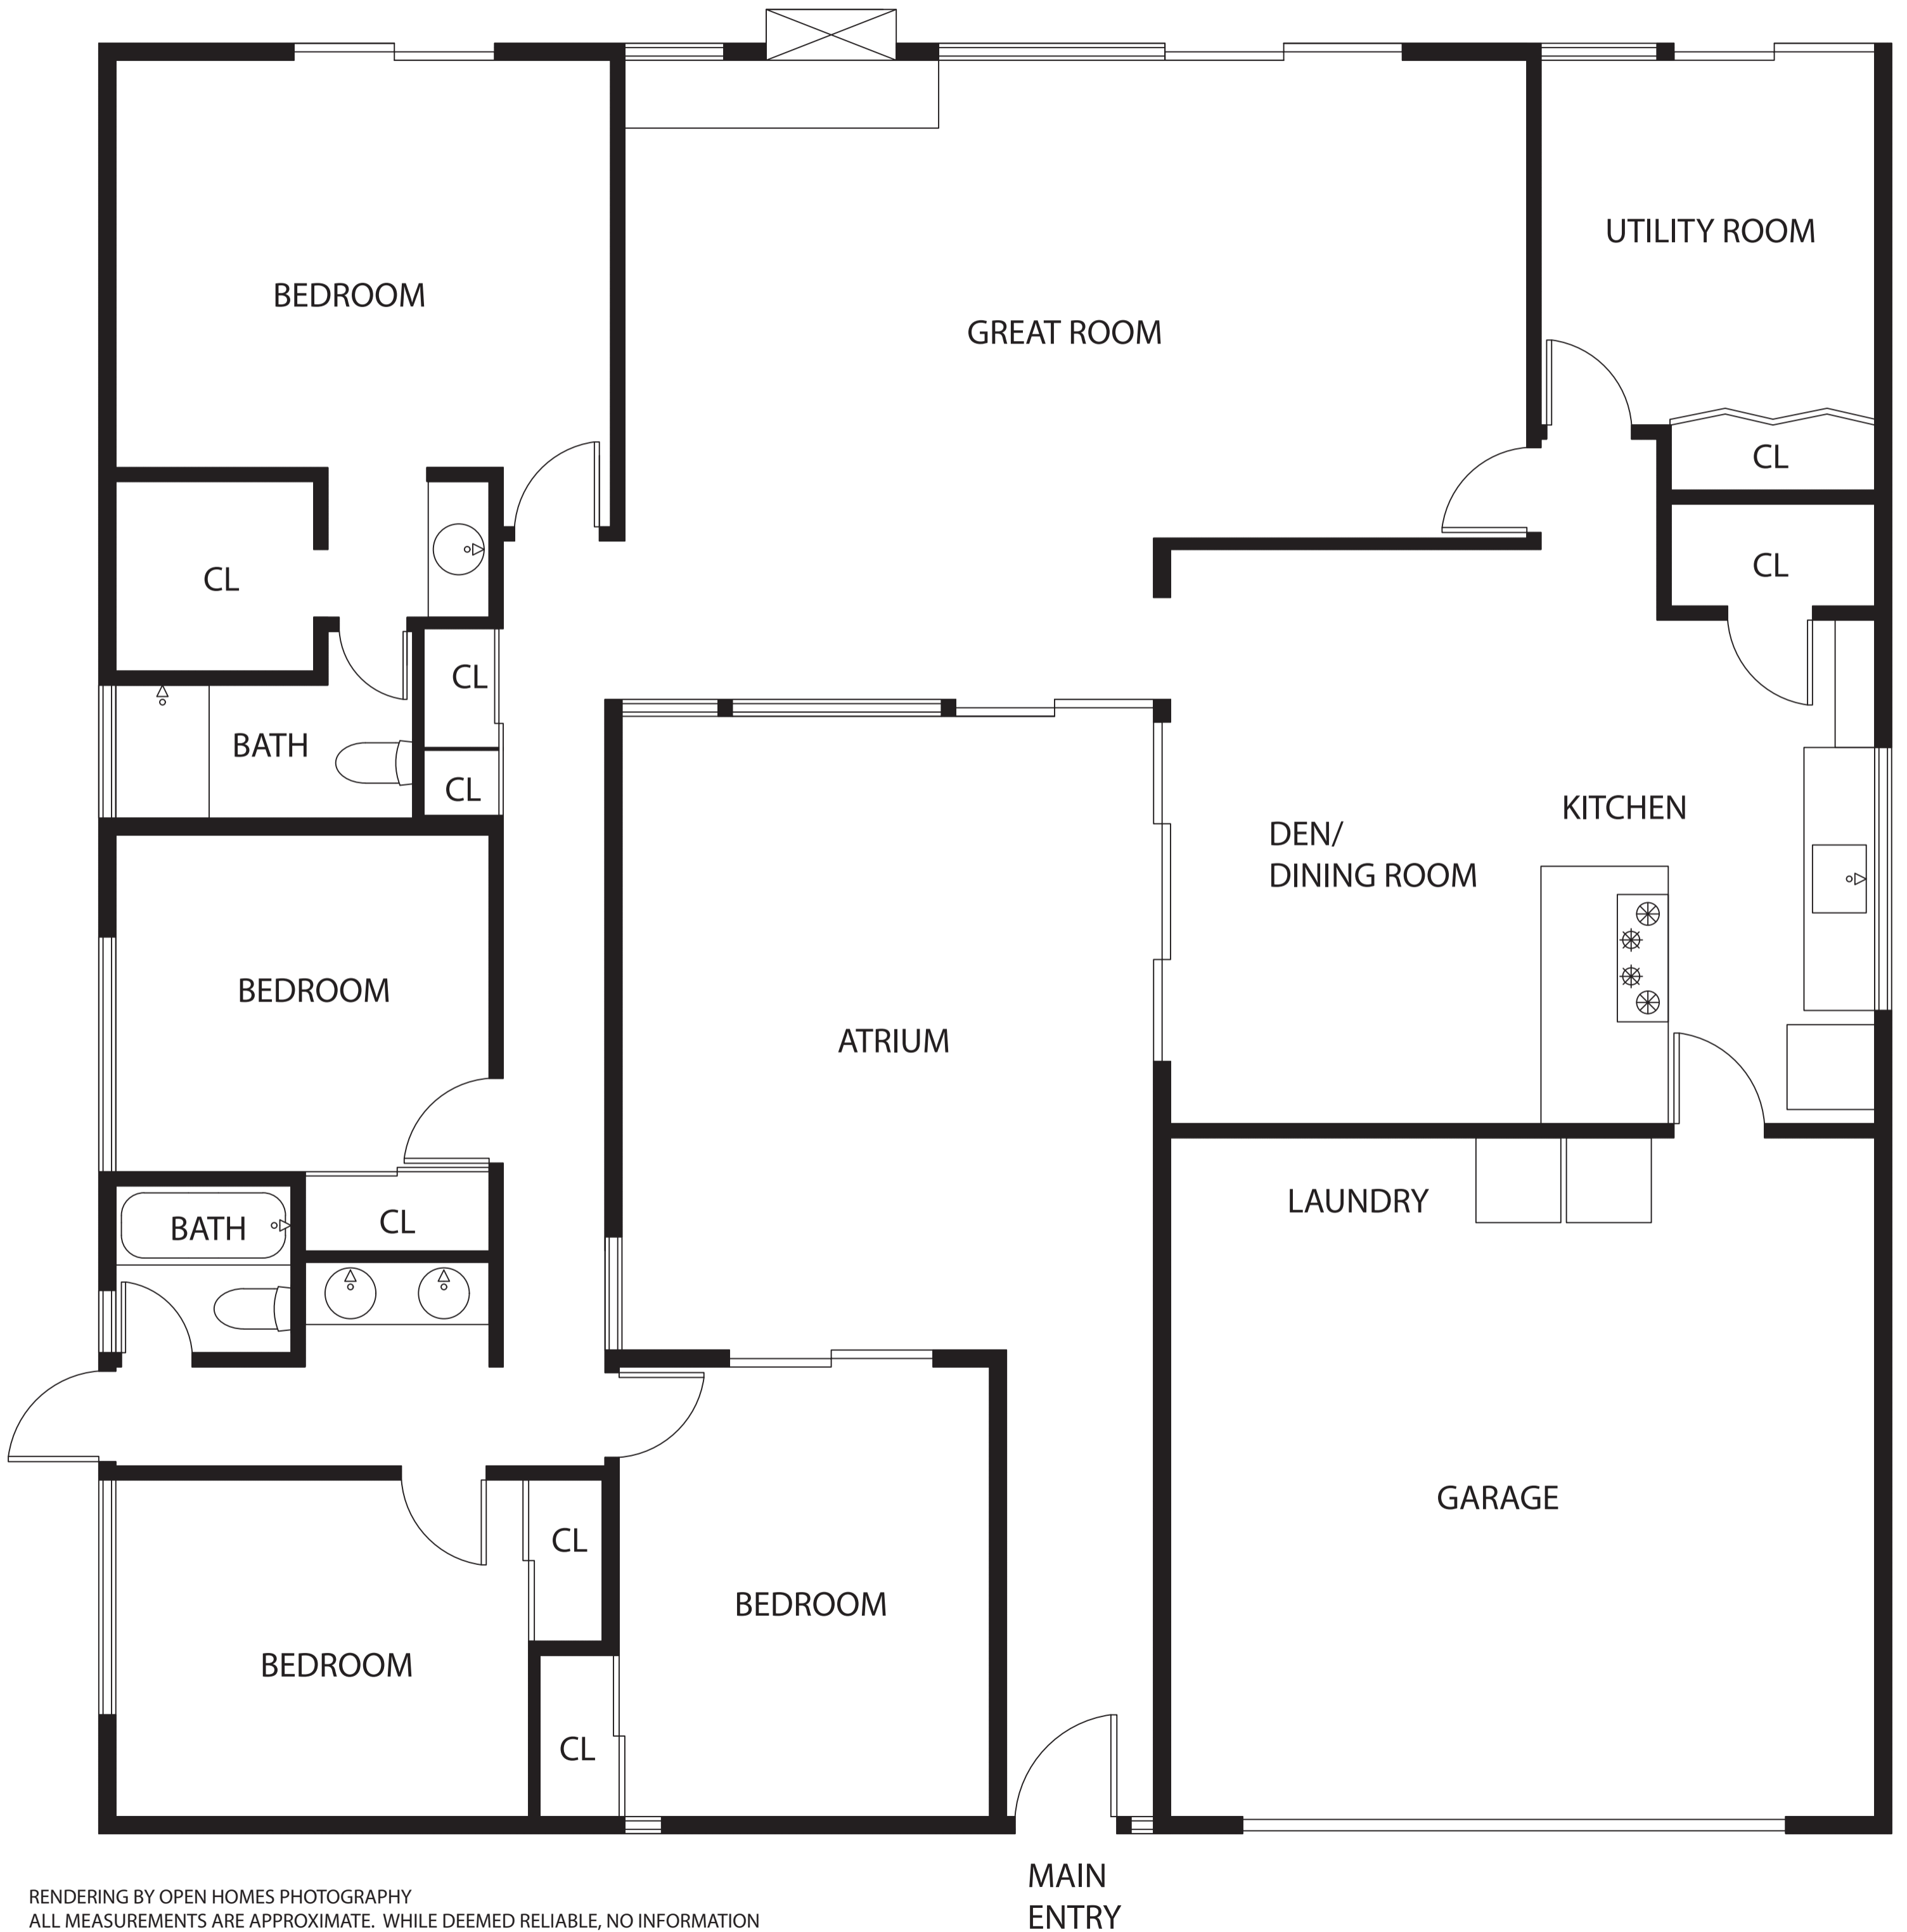 UTILITY ROOM
BEDROOM
GREAT ROOM
CL
CL
CL
CL
BATH
CL
KITCHEN
DEN/
DINING ROOM
BEDROOM
ATRIUM
LAUNDRY
CL
BATH
GARAGE
CL
BEDROOM
BEDROOM
CL
MAIN
ENTRY
RENDERING BY OPEN HOMES PHOTOGRAPHY
ALL MEASUREMENTS ARE APPROXIMATE. WHILE DEEMED RELIABLE, NO INFORMATION